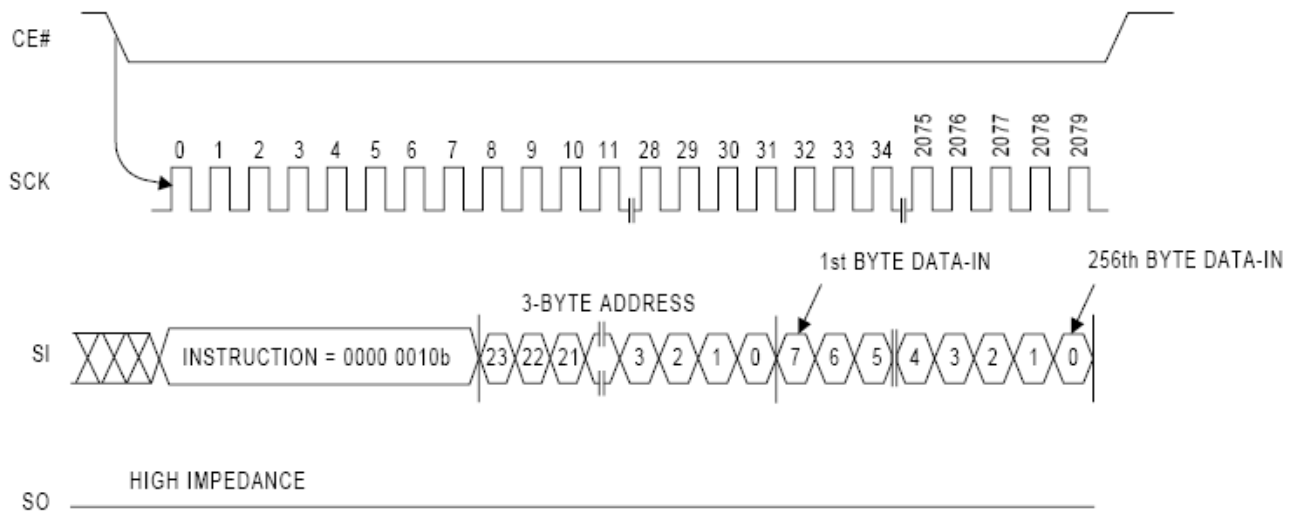 CE#
0 1 2 3 4 5 6 7 8 9 10 11 28 29 30 31 32 33 34 2075 2076 2077 2078 2079
SCK
1st BYTE DATA-IN 256th BYTE DATA-IN
3-BYTE ADDRESS
SI INSTRUCTION = 0000 0010b 23 22 21 3 2 1 0 7 6 5 4 3 2 1 0
HIGH IMPEDANCE
SO